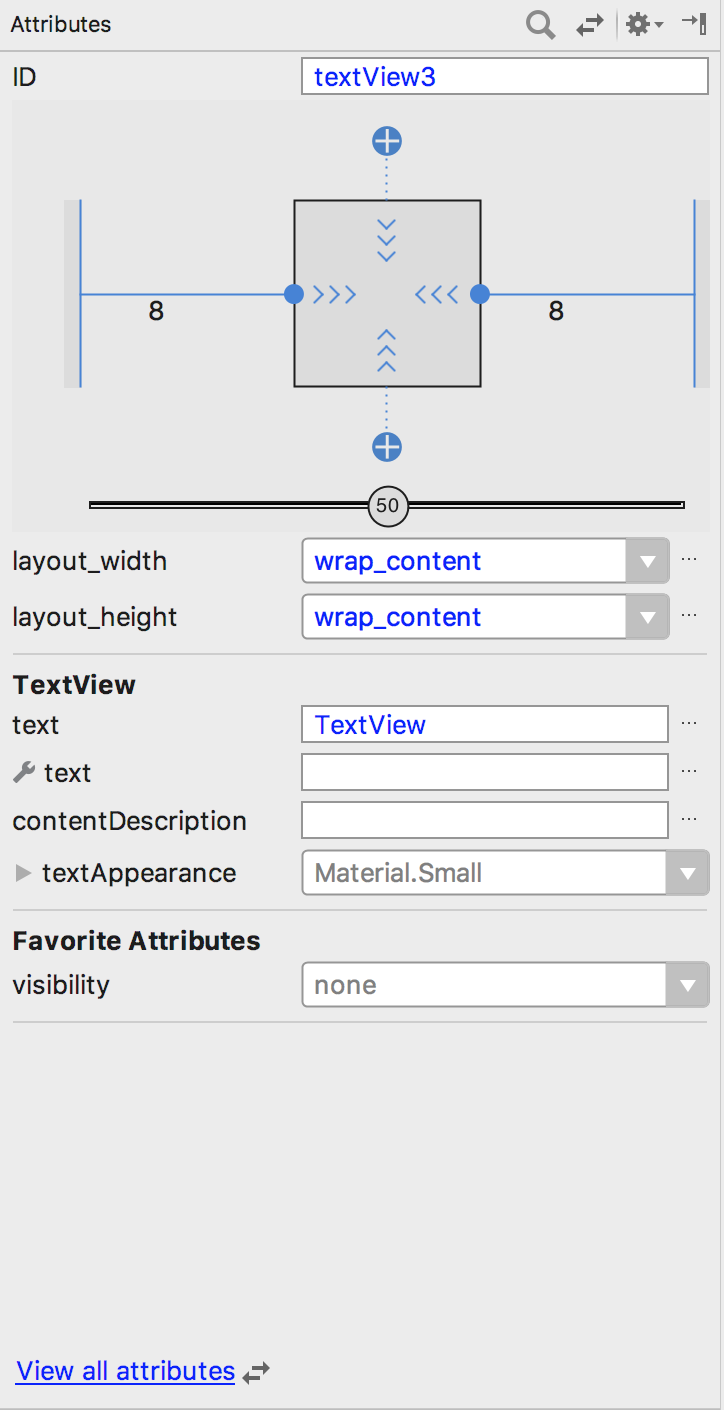 Attributes
ID textView3
8 8
50
layout_width wrap_content ...
layout_height wrap_content ...
TextView
text TextView ...
text ...
contentDescription ...
textAppearance Material.Small
Favorite Attributes
visibility none
View all attributes